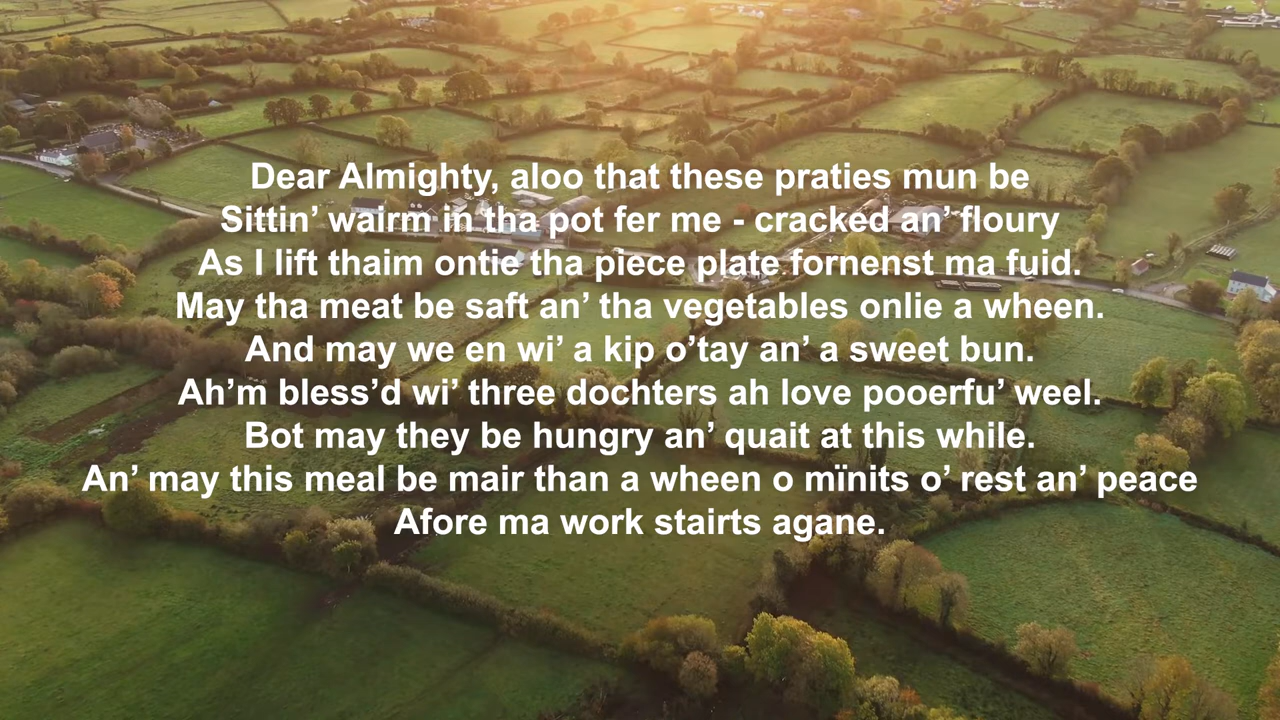 Dear Almighty, aloo that these praties mun be
Sittin’ wairm in tha pot fer me - cracked an’ floury
As I lift thaim ontie tha piece plate fornenst ma fuid.
May tha meat be saft an’ tha vegetables onlie a wheen.
And may we en wi’ a kip o’tay an’ a sweet bun.
Ah’m bless’d wi’ three dochters ah love pooerfu’ weel.
Bot may they be hungry an’ quait at this while.
An’ may this meal be mair than a wheen o mïnits o’ rest an’ peace
Afore ma work stairts agane.